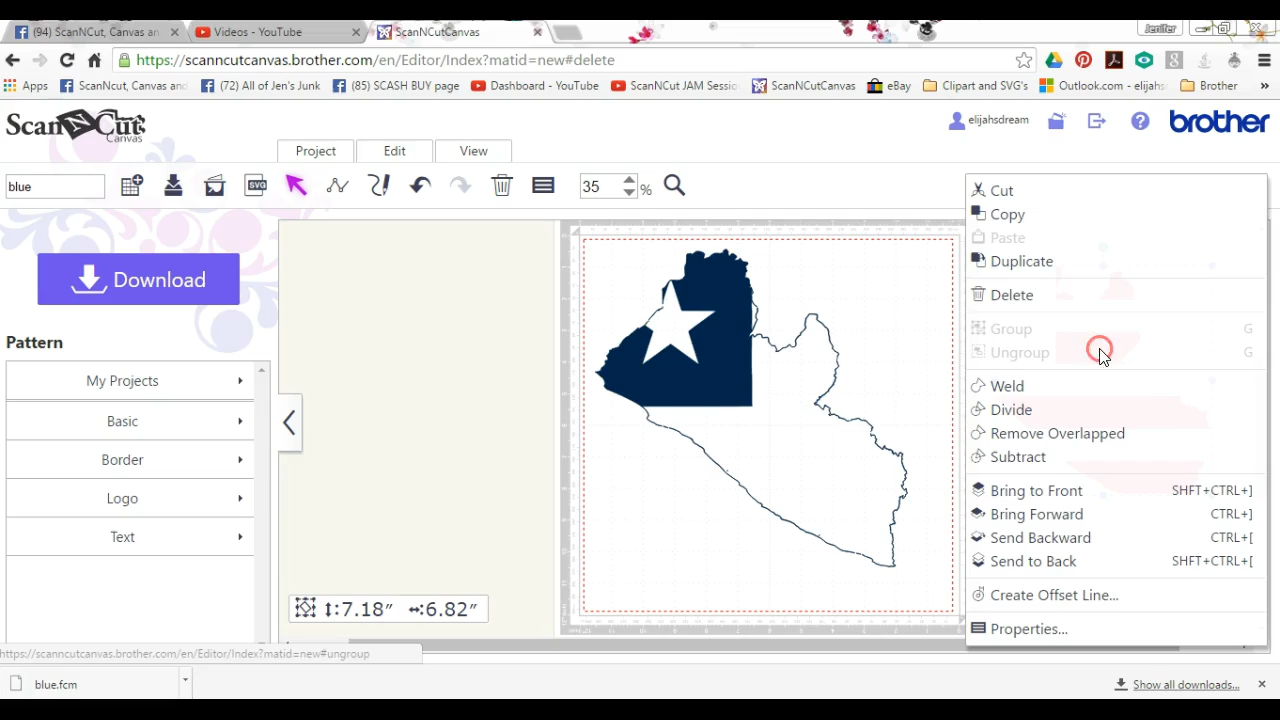 (94) ScanNCut, Canvas an
Videos - YouTube
ScanNCutCanvas
Jenifer
https://scanncutcanvas.brother.com/en/Editor/Index?matid=new#delete
Apps
ScanNcut, Canvas and
(72) All of Jen's Junk
(85) SCASH BUY page
Dashboard - YouTube
ScanNCut JAM Sessio
ScanNCutCanvas
eBay
Clipart and SVG's
Outlook.com - elijahs
Brother
»
ScanNCut
Canvas
elijahsdream
brother
Project
Edit
View
blue
SVG
35
%
Download
Pattern
My Projects
Basic
Border
Logo
Text
↕:7.18″ ↔:6.82″
Cut
Copy
Paste
Duplicate
Delete
Group G
Ungroup G
Weld
Divide
Remove Overlapped
Subtract
Bring to Front SHFT+CTRL+]
Bring Forward CTRL+]
Send Backward CTRL+[
Send to Back SHFT+CTRL+[
Create Offset Line...
Properties...
https://scanncutcanvas.brother.com/en/Editor/Index?matid=new#ungroup
blue.fcm
Show all downloads...